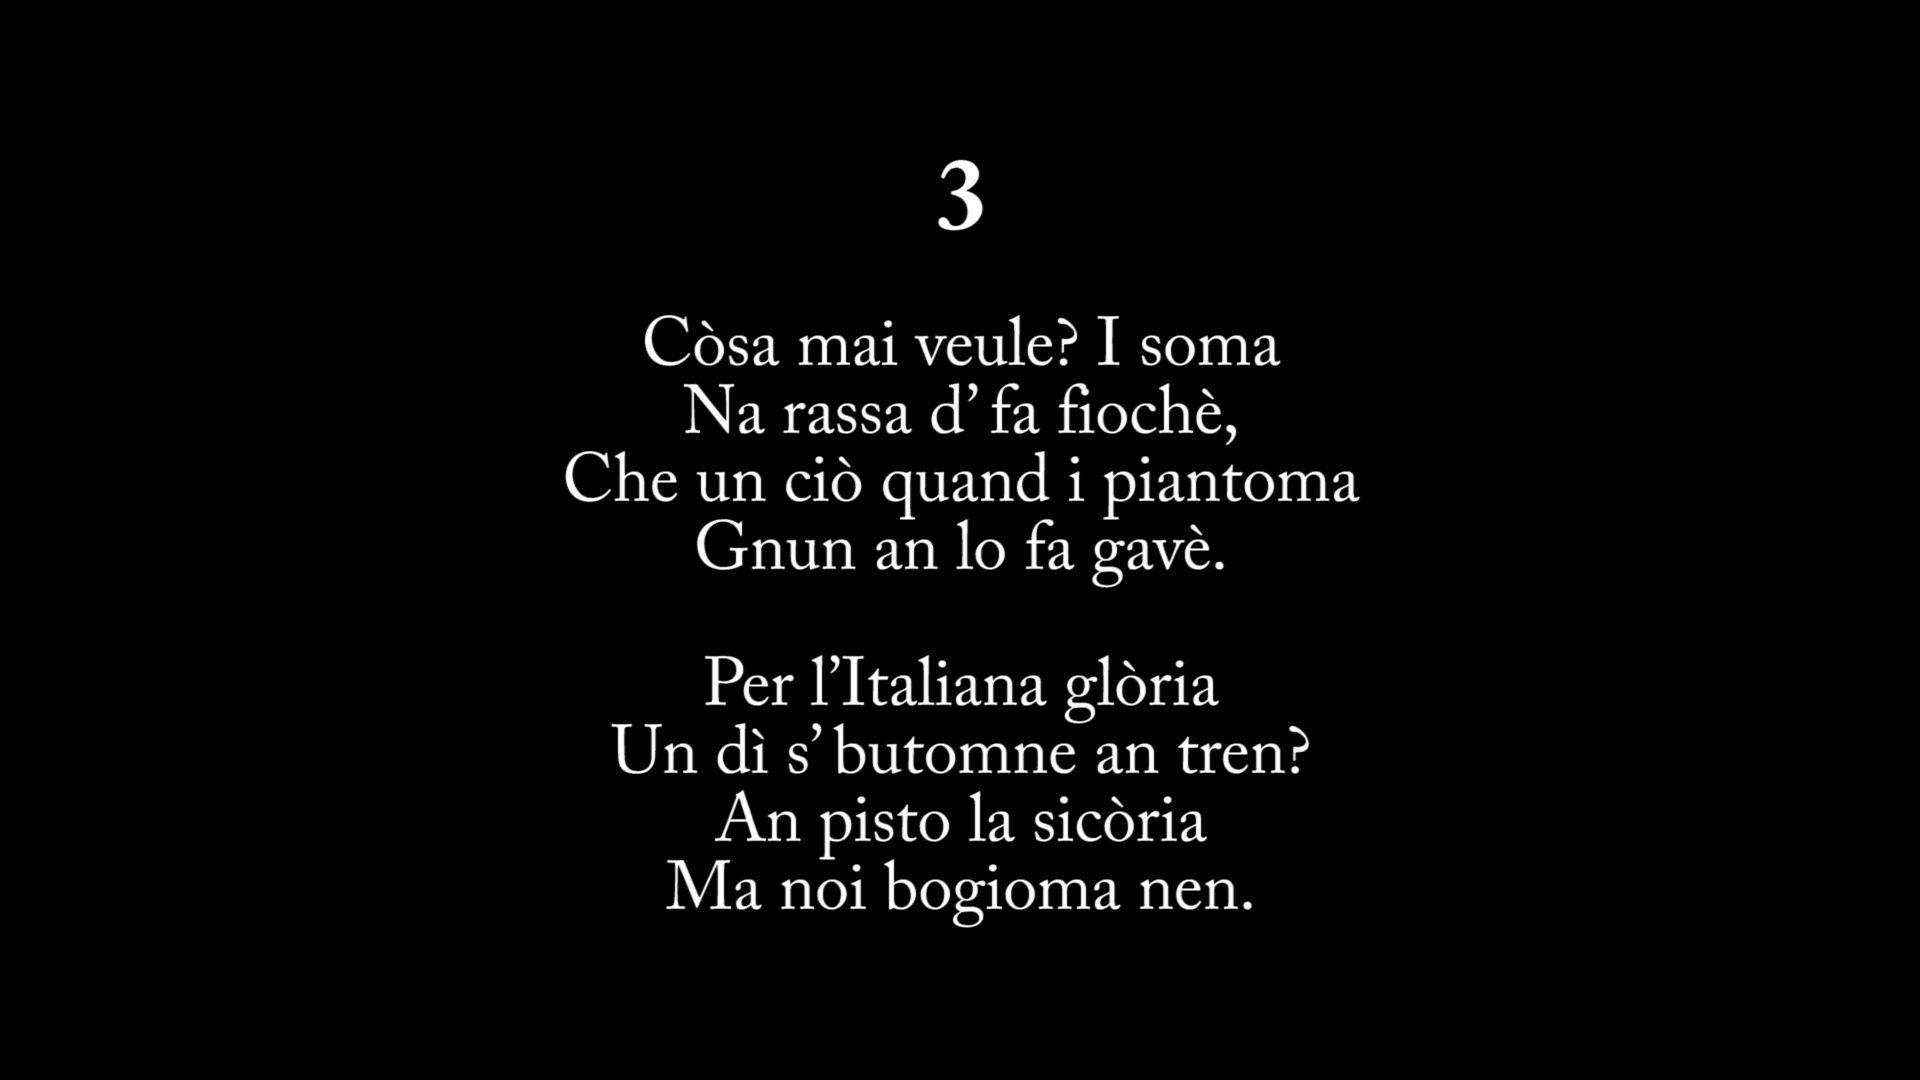 3
Còsa mai veule? I soma
Na rassa d’ fa fiochè,
Che un ciò quand i piantoma
Gnun an lo fa gavè.
Per l’Italiana glòria
Un dì s’ butomne an tren?
An pisto la sicòria
Ma noi bogioma nen.